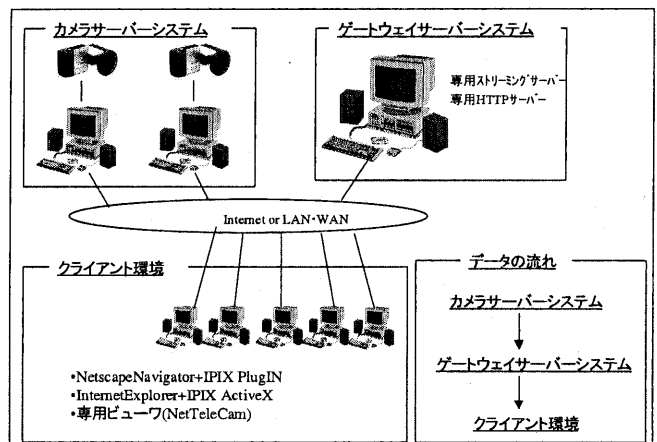 カメラサーバーシステム
ゲートウェイサーバーシステム
専用ストリーミングサーバー
専用HTTPサーバー
Internet or LAN・WAN
クライアント環境
•NetscapeNavigator+IPIX PlugIN
•InternetExplorer+IPIX ActiveX
•専用ビューワ(NetTeleCam)
データの流れ
カメラサーバーシステム
ゲートウェイサーバーシステム
クライアント環境